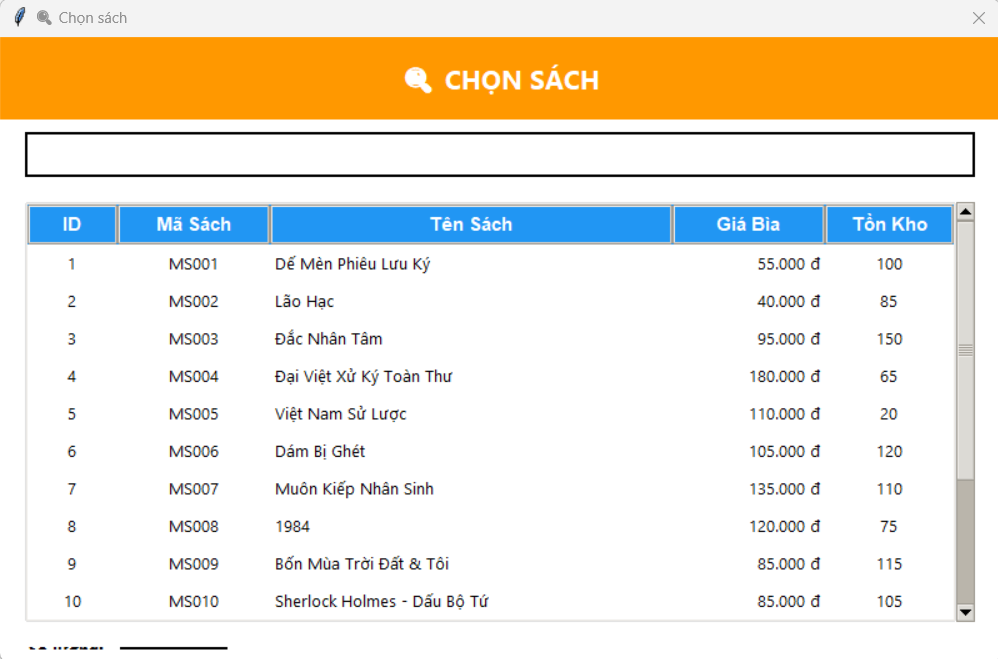 Chọn sách
CHỌN SÁCH
ID Mã Sách Tên Sách Giá Bìa Tồn Kho
1 MS001 Dế Mèn Phiêu Lưu Ký 55.000 đ 100
2 MS002 Lão Hạc 40.000 đ 85
3 MS003 Đắc Nhân Tâm 95.000 đ 150
4 MS004 Đại Việt Xử Ký Toàn Thư 180.000 đ 65
5 MS005 Việt Nam Sử Lược 110.000 đ 20
6 MS006 Dám Bị Ghét 105.000 đ 120
7 MS007 Muôn Kiếp Nhân Sinh 135.000 đ 110
8 MS008 1984 120.000 đ 75
9 MS009 Bốn Mùa Trời Đất & Tôi 85.000 đ 115
10 MS010 Sherlock Holmes - Dấu Bộ Tứ 85.000 đ 105